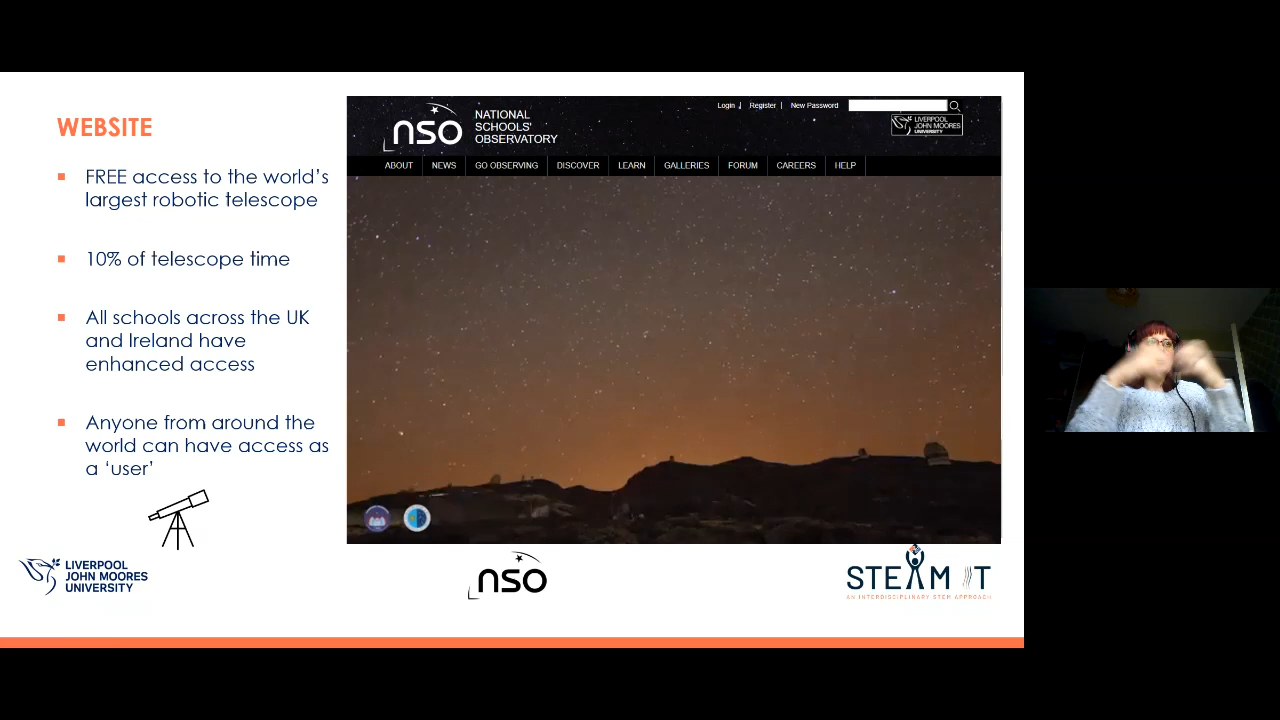 WEBSITE
FREE access to the world's
largest robotic telescope
10% of telescope time
All schools across the UK
and Ireland have
enhanced access
Anyone from around the
world can have access as
a 'user'
LIVERPOOL
JOHN MOORES
UNIVERSITY
nso
NATIONAL
SCHOOLS'
OBSERVATORY
Login | Register | New Password
LIVERPOOL
JOHN MOORES
UNIVERSITY
ABOUT NEWS GO OBSERVING DISCOVER LEARN GALLERIES FORUM CAREERS HELP
nso
STEAM IT
AN INTERDISCIPLINARY STEM APPROACH